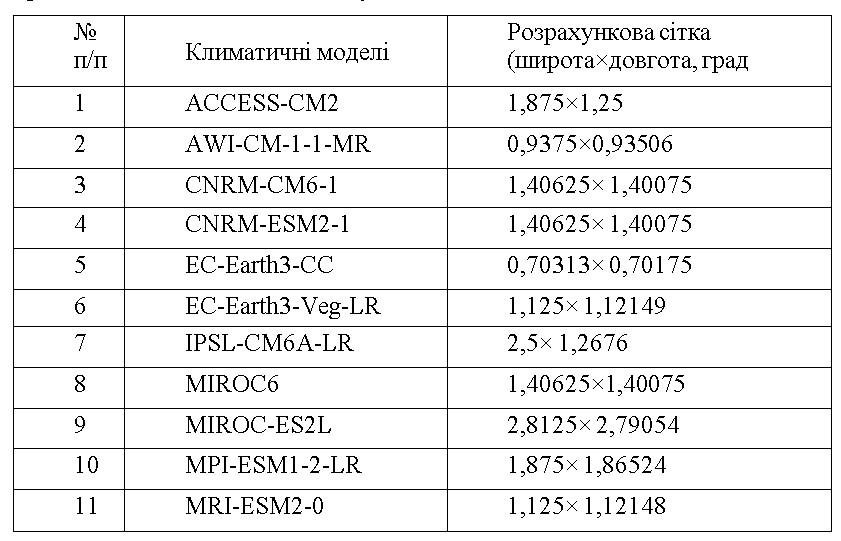 №
п/п
Климатичні моделі
Розрахункова сітка
(широта×довгота, град
1 ACCESS-CM2 1,875×1,25
2 AWI-CM-1-1-MR 0,9375×0,93506
3 CNRM-CM6-1 1,40625× 1,40075
4 CNRM-ESM2-1 1,40625× 1,40075
5 EC-Earth3-CC 0,70313× 0,70175
6 EC-Earth3-Veg-LR 1,125× 1,12149
7 IPSL-CM6A-LR 2,5× 1,2676
8 MIROC6 1,40625×1,40075
9 MIROC-ES2L 2,8125× 2,79054
10 MPI-ESM1-2-LR 1,875× 1,86524
11 MRI-ESM2-0 1,125× 1,12148